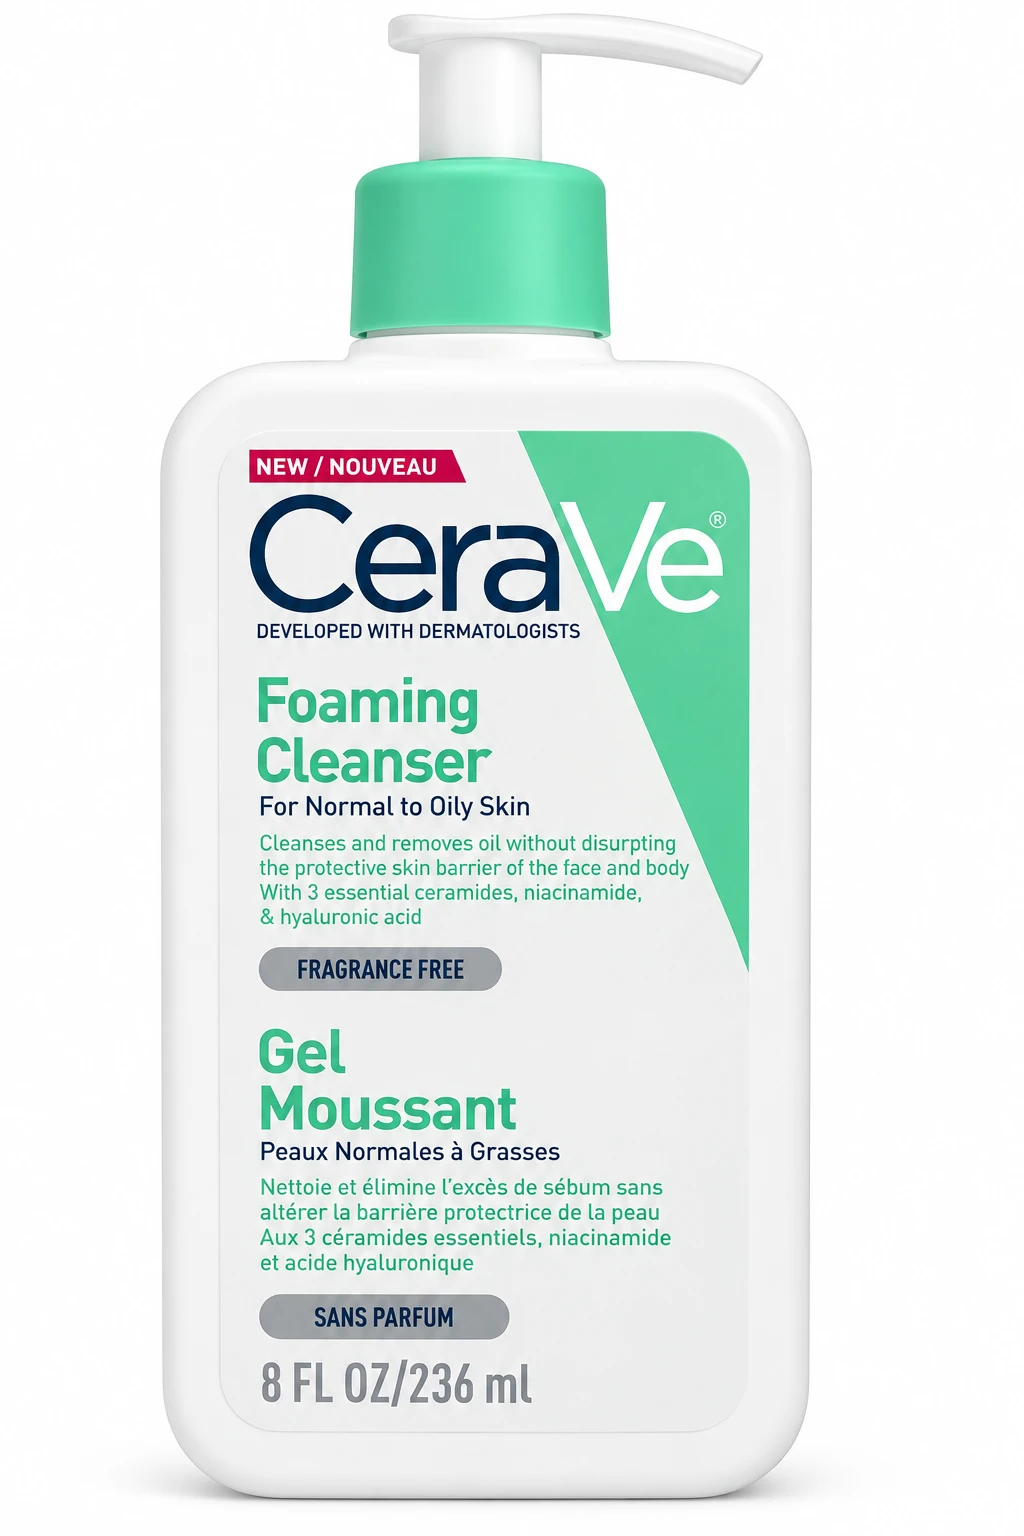 NEW / NOUVEAU
CeraVe®
DEVELOPED WITH DERMATOLOGISTS
Foaming
Cleanser
For Normal to Oily Skin
Cleanses and removes oil without disurpting
the protective skin barrier of the face and body
With 3 essential ceramides, niacinamide,
& hyaluronic acid
FRAGRANCE FREE
Gel
Moussant
Peaux Normales à Grasses
Nettoie et élimine l'excès de sébum sans
altérer la barrière protectrice de la peau
Aux 3 céramides essentiels, niacinamide
et acide hyaluronique
SANS PARFUM
8 FL OZ/236 ml